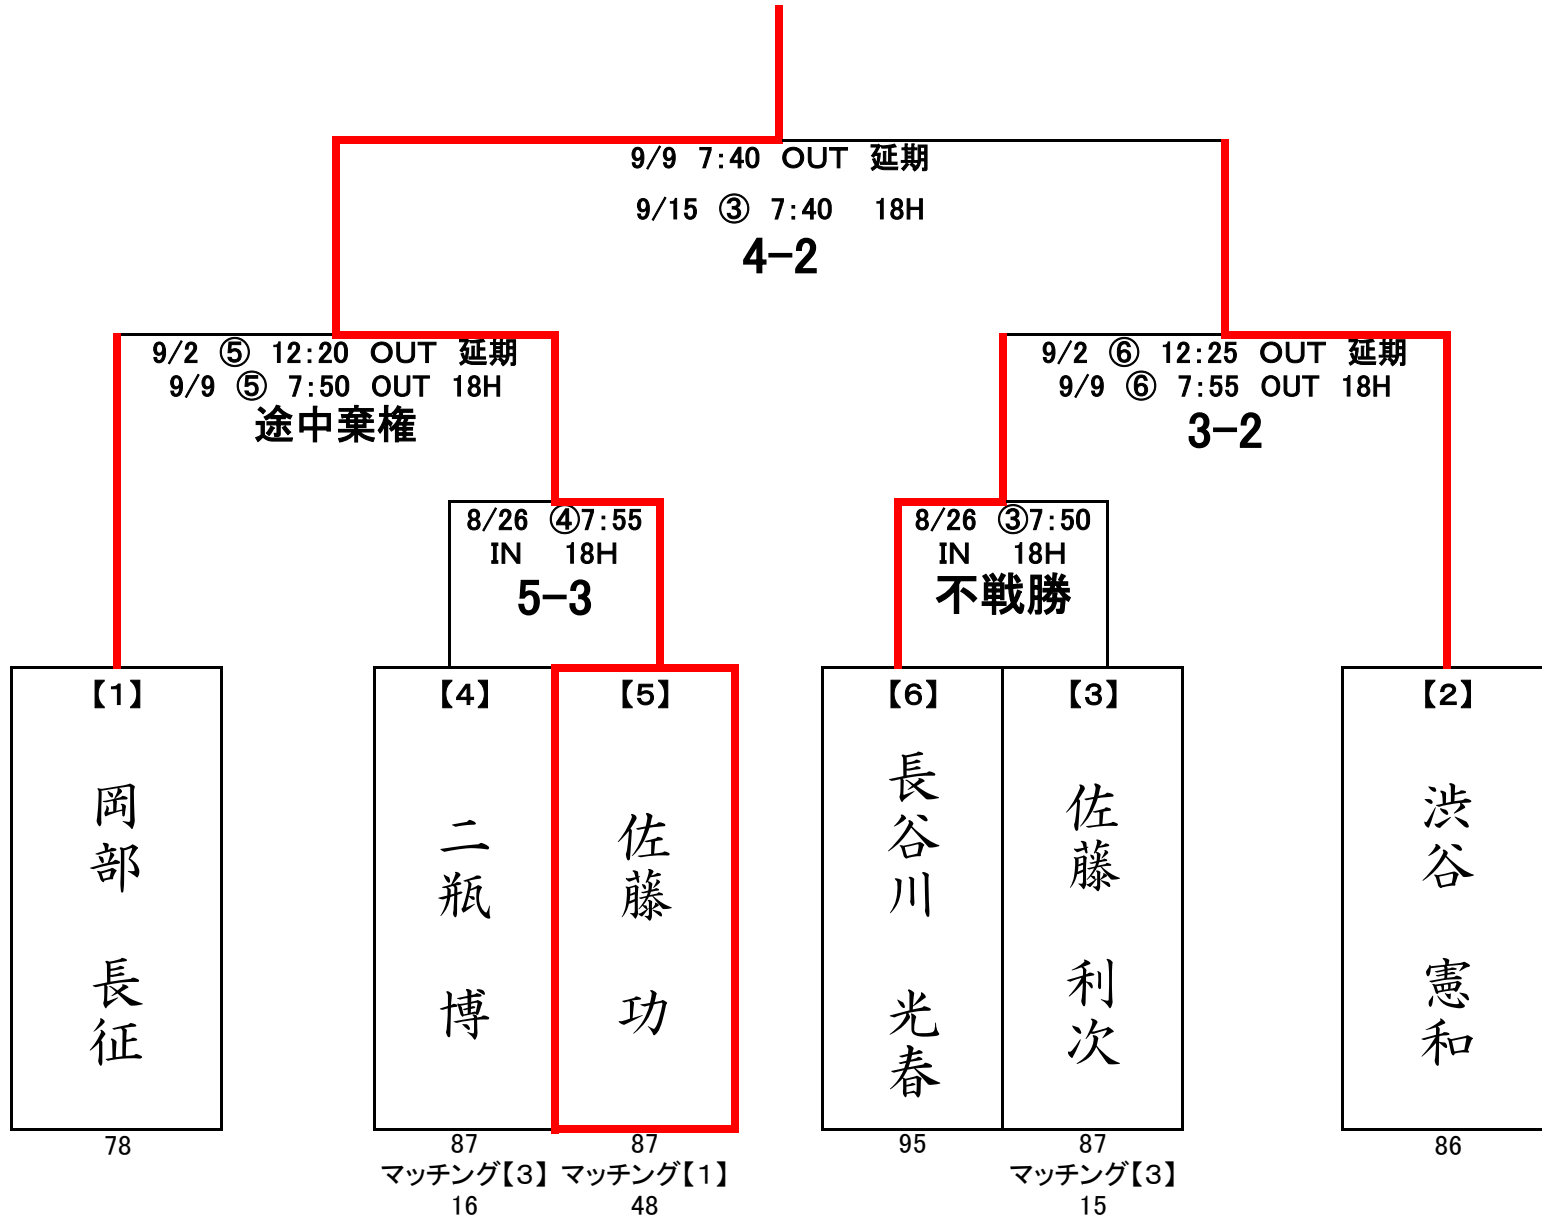 9/9 7:40 OUT 延期
9/15 ③ 7:40 18H
4-2
9/2 ⑤ 12:20 OUT 延期
9/9 ⑤ 7:50 OUT 18H
途中棄権
9/2 ⑥ 12:25 OUT 延期
9/9 ⑥ 7:55 OUT 18H
3-2
8/26 ④7:55
IN 18H
5-3
8/26 ③7:50
IN 18H
不戦勝
【1】
岡部 長征
78
【4】
二瓶 博
87
マッチング【3】
16
【5】
佐藤 功
87
マッチング【1】
48
【6】
長谷川 光春
95
【3】
佐藤 利次
87
マッチング【3】
15
【2】
渋谷 憲和
86